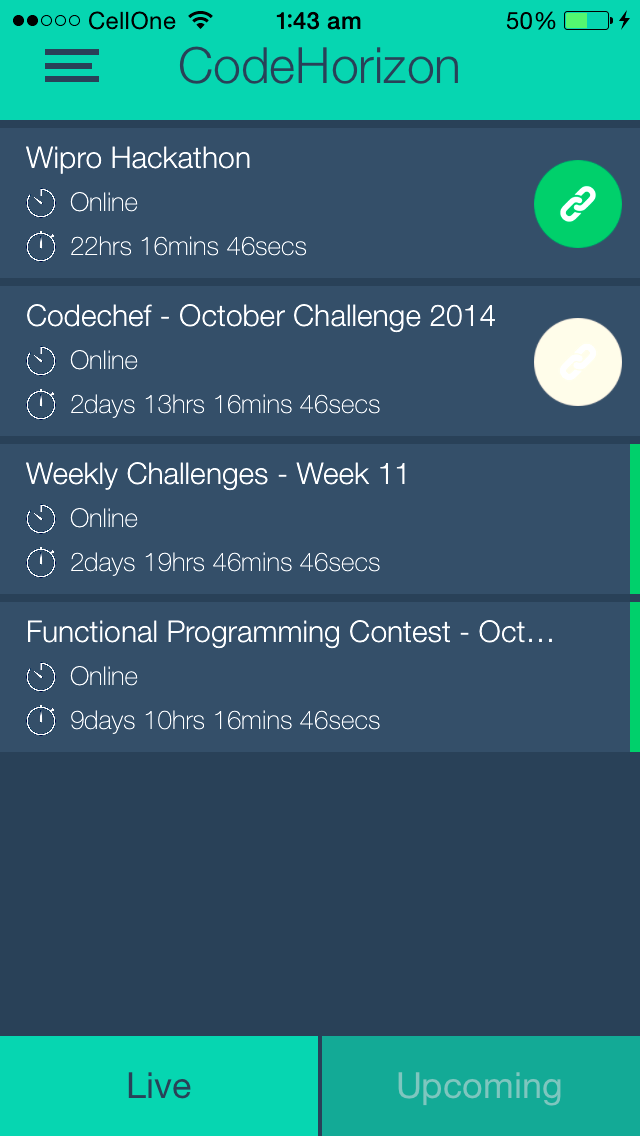 CellOne 1:43 am 50%
CodeHorizon
Wipro Hackathon
Online
22hrs 16mins 46secs
Codechef - October Challenge 2014
Online
2days 13hrs 16mins 46secs
Weekly Challenges - Week 11
Online
2days 19hrs 46mins 46secs
Functional Programming Contest - Oct...
Online
9days 10hrs 16mins 46secs
Live Upcoming